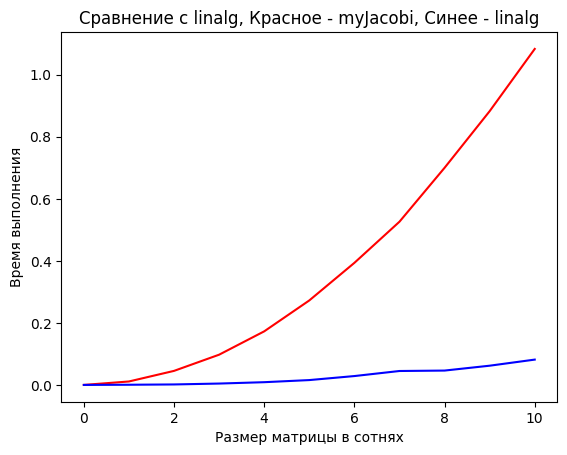 Сравнение с linalg, Красное - myJacobi, Синее - linalg
1.0
0.8
0.6
0.4
0.2
0.0
Время выполнения
0 2 4 6 8 10
Размер матрицы в сотнях